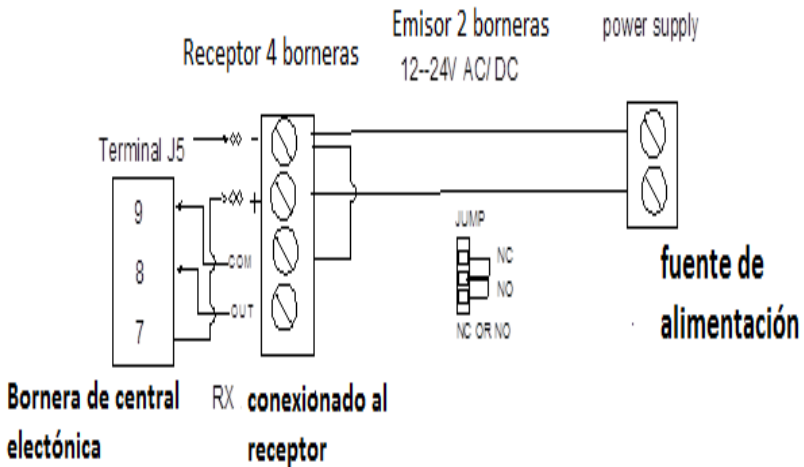 Emisor 2 borneras
power supply
Receptor 4 borneras
12--24V AC/ DC
Terminal J5
-
+
9
COM
8
OUT
7
JUMP
NC
NO
NC OR NO
fuente de
alimentación
Bornera de central
electónica
RX
conexionado al
receptor